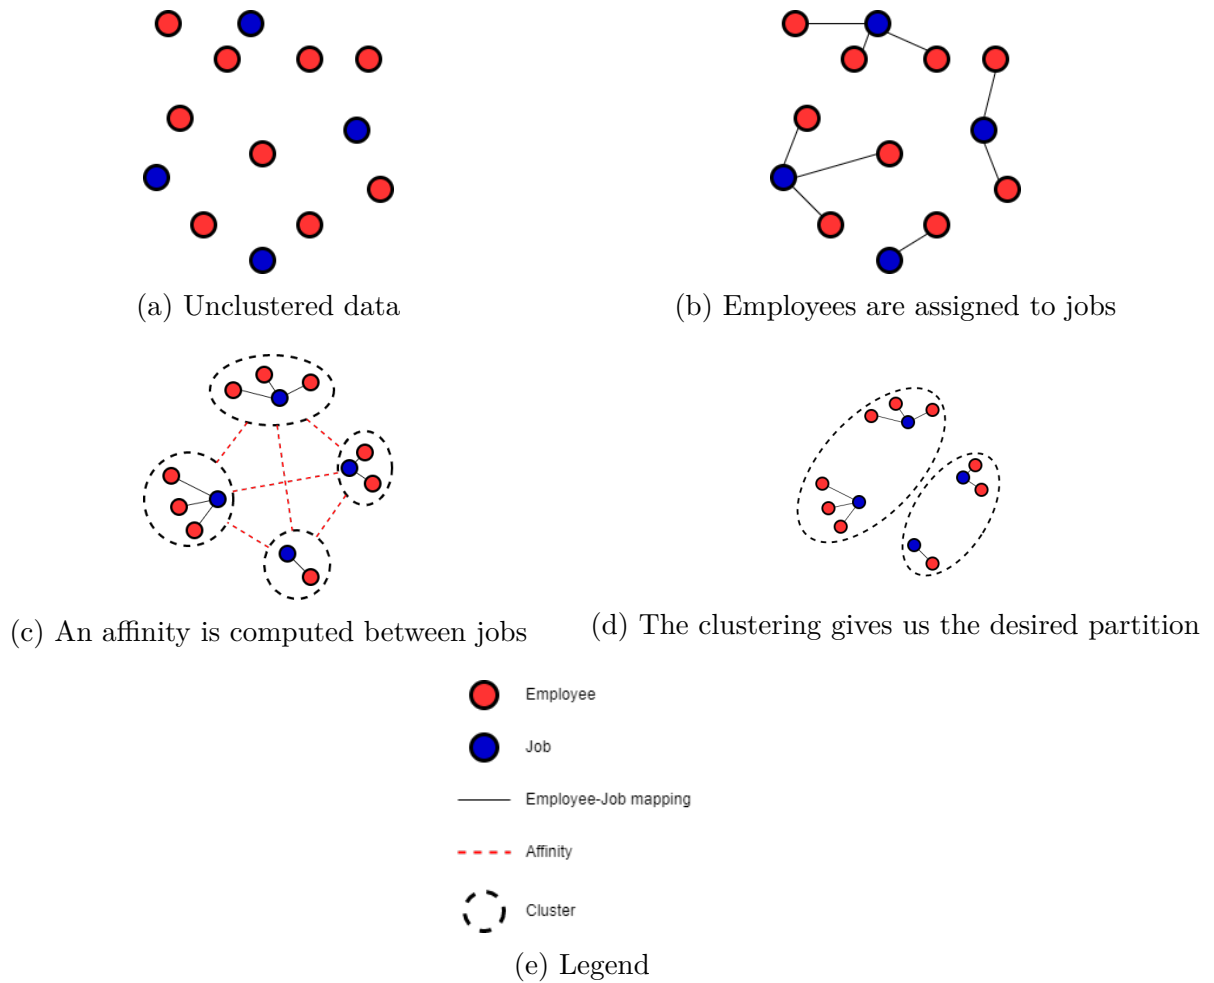 (a) Unclustered data
(b) Employees are assigned to jobs
(c) An affinity is computed between jobs
(d) The clustering gives us the desired partition
Employee
Job
Employee-Job mapping
Affinity
Cluster
(e) Legend